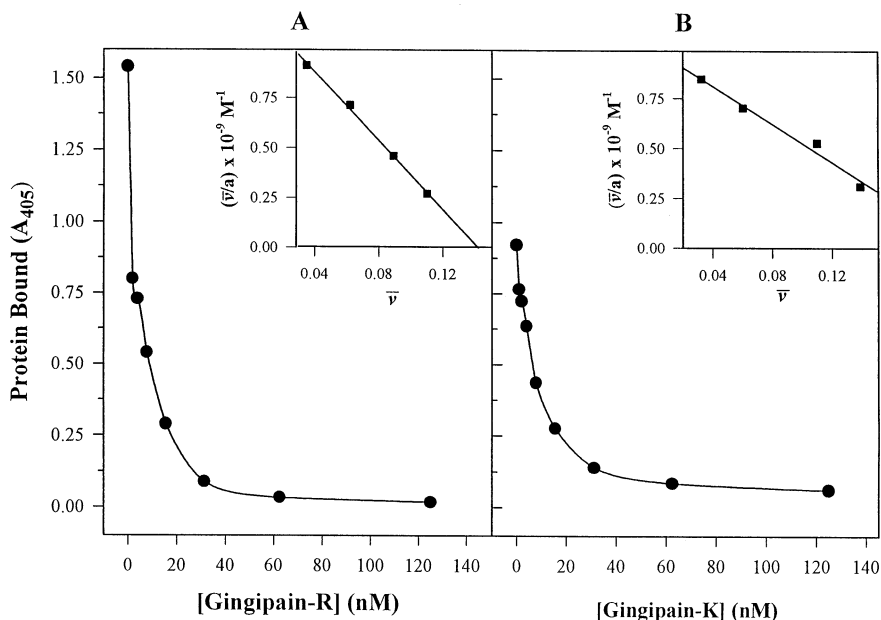 A
B
1.50
1.25
1.00
0.75
0.50
0.25
0.00
Protein Bound (A405)
0.75
0.50
0.25
0.00
(ν̅/a) x 10⁻⁹ M⁻¹
0.04 0.08 0.12
ν̅
0.75
0.50
0.25
0.00
(ν̅/a) x 10⁻⁹ M⁻¹
0.04 0.08 0.12
ν̅
0 20 40 60 80 100 120 140
[Gingipain-R] (nM)
0 20 40 60 80 100 120 140
[Gingipain-K] (nM)